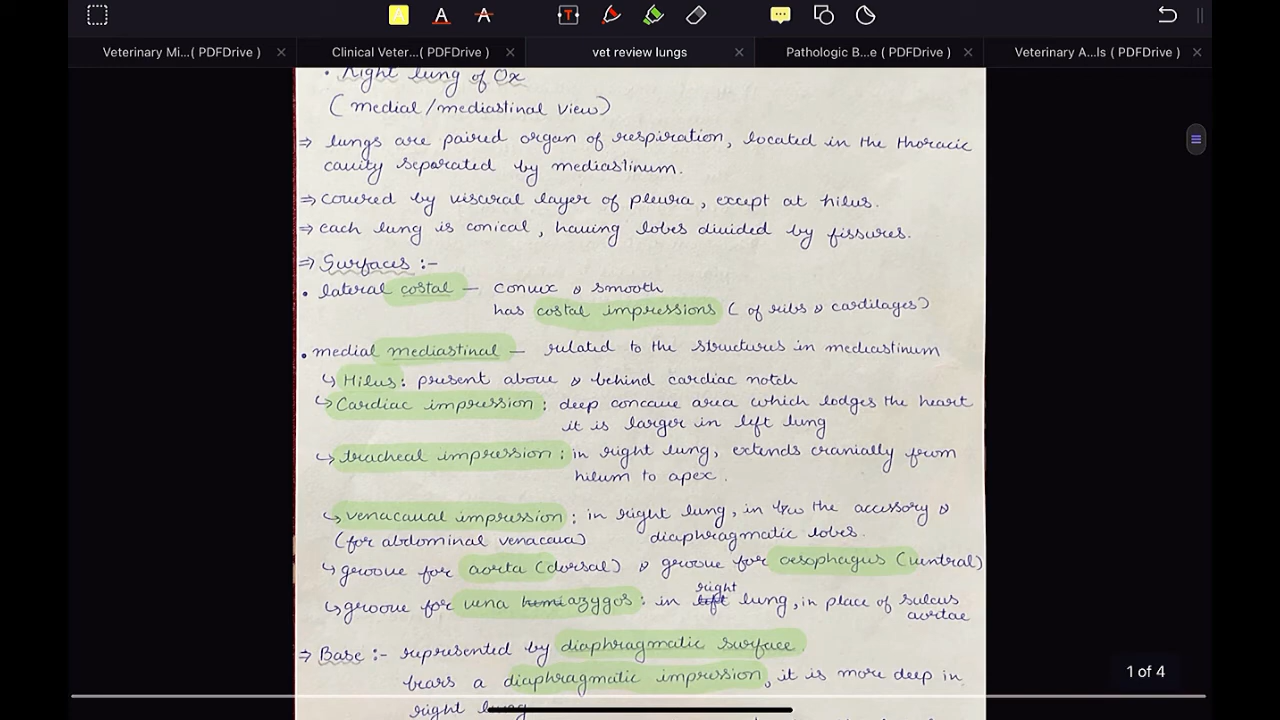 T A A T
Veterinary Mi...( PDFDrive ) × Clinical Veter...( PDFDrive ) × vet review lungs × Pathologic B...e ( PDFDrive ) × Veterinary A...ls ( PDFDrive ) ×
• Right lung of Ox
(medial/mediastinal view)
⇒ lungs are paired organ of respiration, located in the thoracic
cavity separated by mediastinum.
⇒ covered by visceral layer of pleura, except at hilus.
⇒ each lung is conical, having lobes divided by fissures.
⇒ Surfaces :-
• lateral costal — convex & smooth
has costal impressions ( of ribs & cardilages)
• medial mediastinal — related to the structures in mediastinum
↳ Hilus : present above & behind cardiac notch
↳ Cardiac impression : deep concave area which lodges the heart
it is larger in left lung
↳ tracheal impression : in right lung, extends cranially from
hilum to apex.
↳ venacaval impression : in right lung, in b/w the accessory &
(for abdominal venacava) diaphragmatic lobes.
↳ groove for aorta (dorsal) & groove for oesophagus (ventral)
right
↳ groove for vena hemiazygos : in left lung, in place of sulcus
aortae
⇒ Base :- represented by diaphragmatic surface.
bears a diaphragmatic impression, it is more deep in
right lung
1 of 4